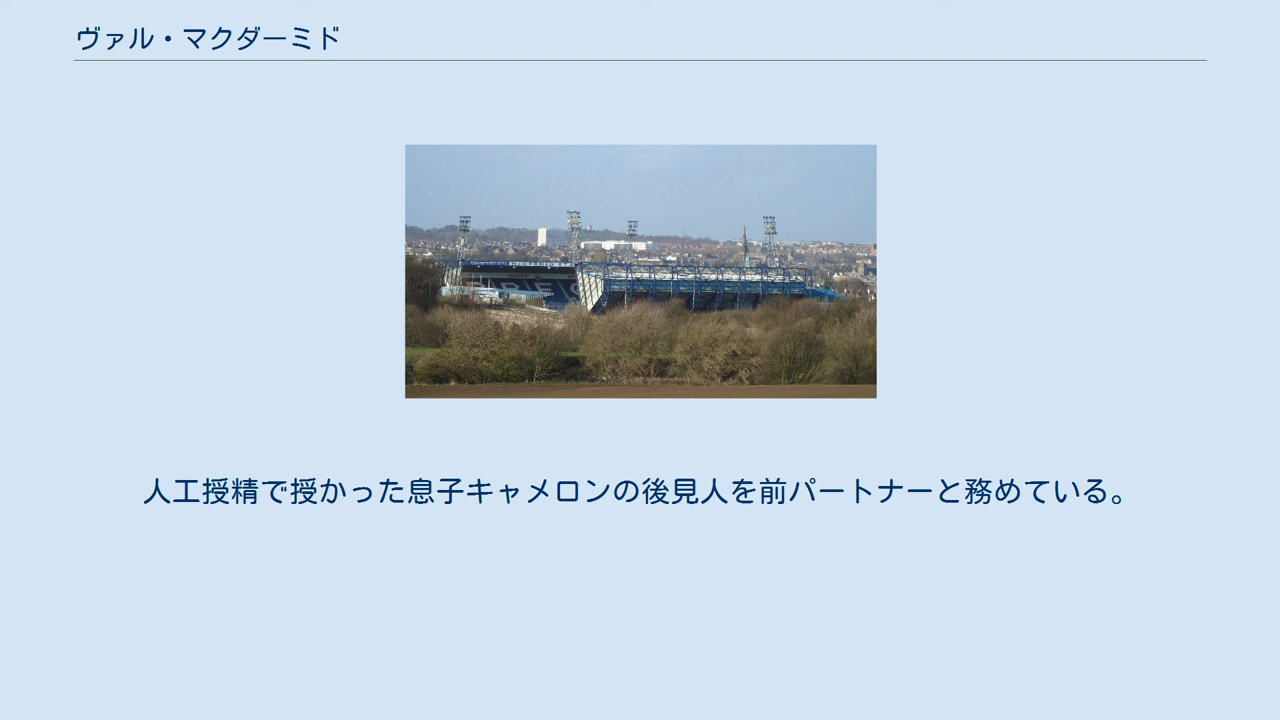 ヴァル・マクダーミド
人工授精で授かった息子キャメロンの後見人を前パートナーと務めている。